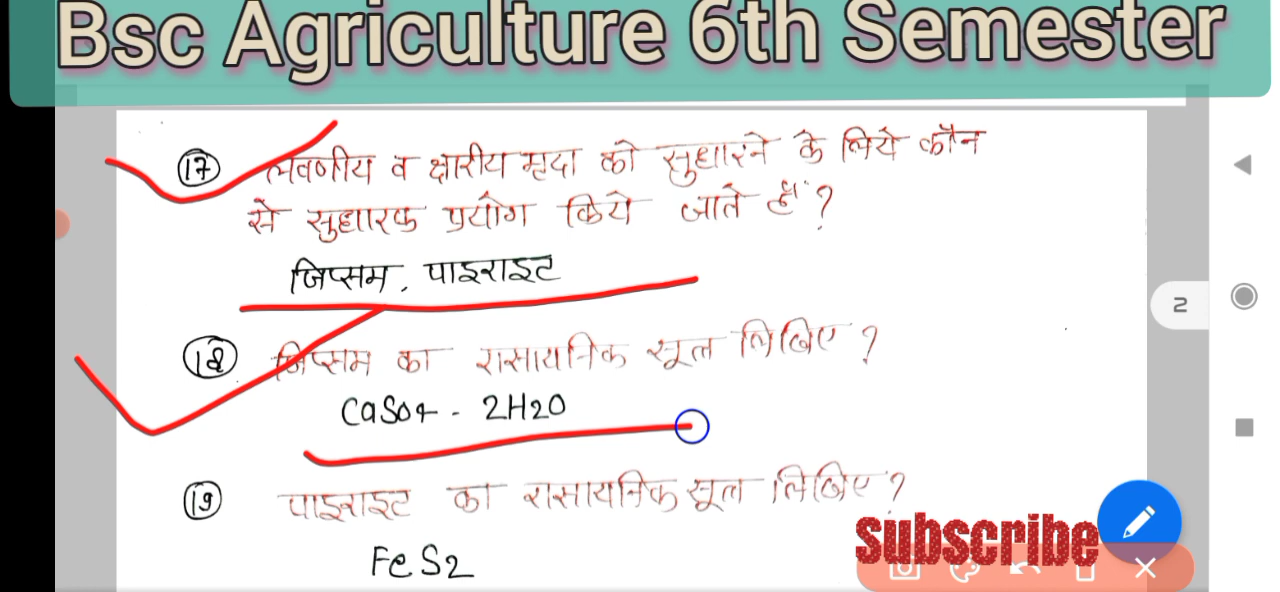 Bsc Agriculture 6th Semester
17 लवणीय व क्षारीय मृदा को सुधारने के लिये कौन
से सुधारक प्रयोग किये जाते हैं ?
जिप्सम, पाइराइट
2
18 जिप्सम का रासायनिक सूत्र लिखिए ?
CaSo4 - 2H2O
19 पाइराइट का रासायनिक सूत्र लिखिए ?
FeS2
subscribe